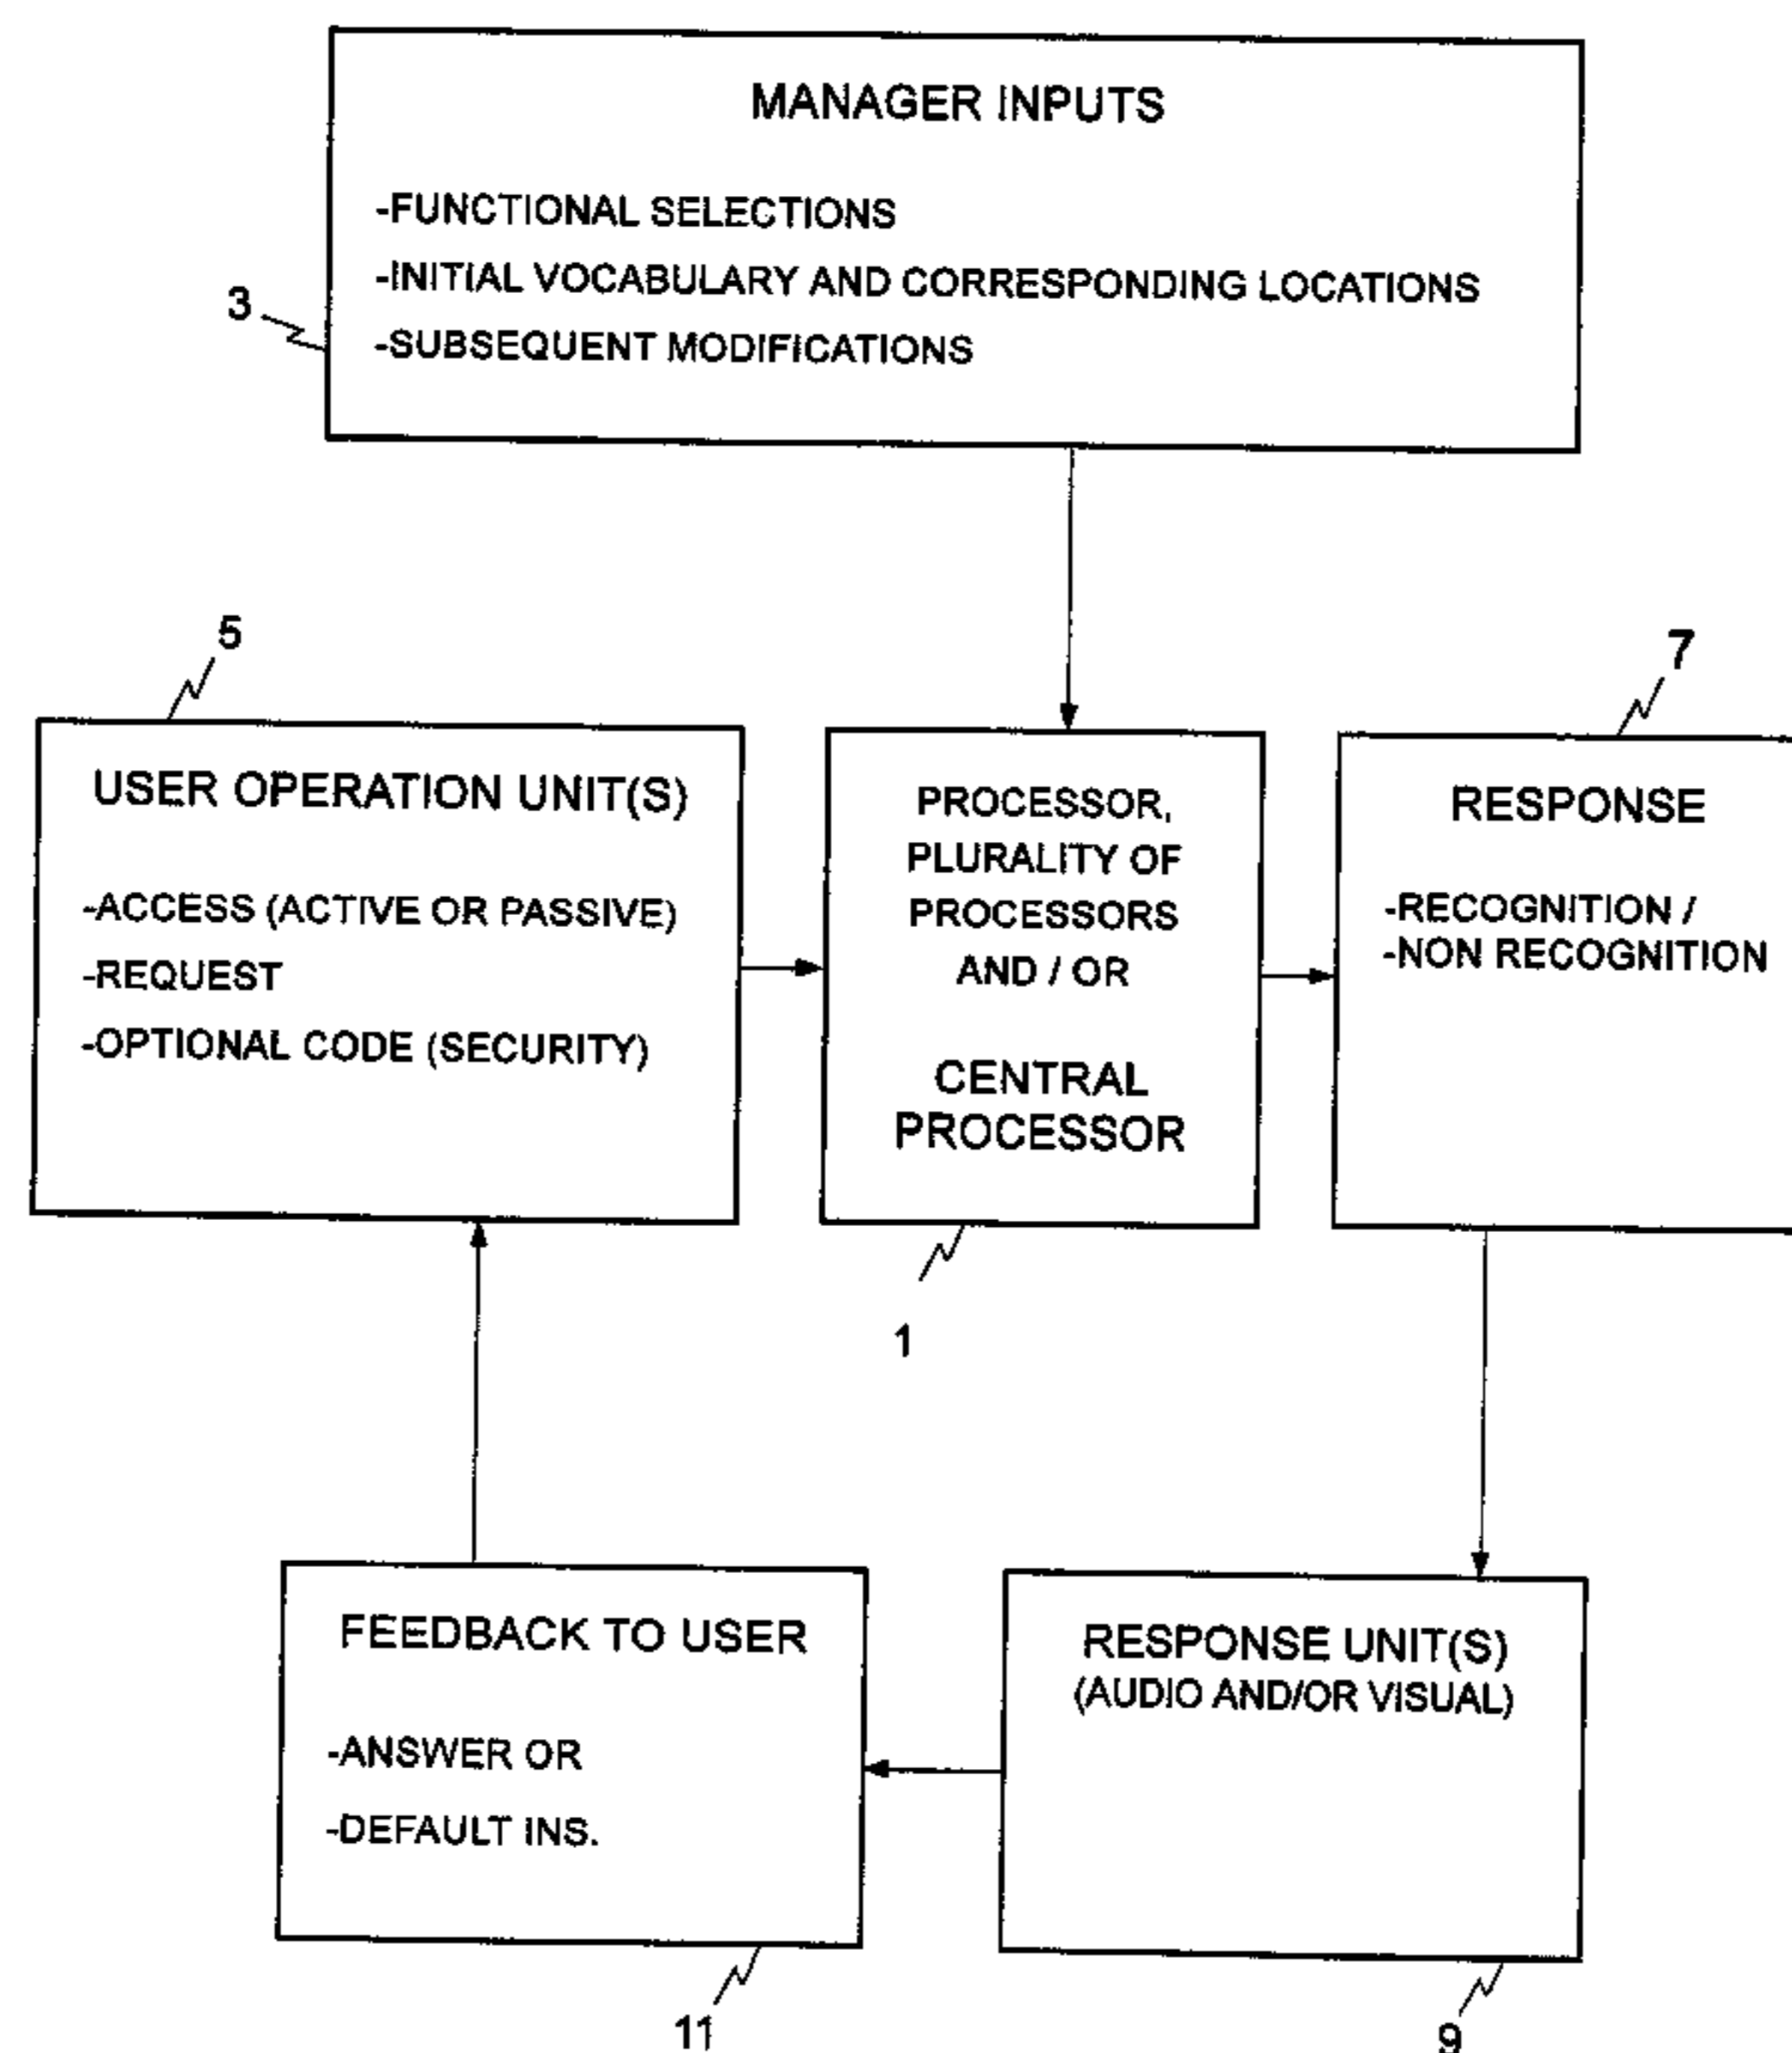 MANAGER INPUTS
-FUNCTIONAL SELECTIONS
-INITIAL VOCABULARY AND CORRESPONDING LOCATIONS
-SUBSEQUENT MODIFICATIONS
3
5
USER OPERATION UNIT(S)
-ACCESS (ACTIVE OR PASSIVE)
-REQUEST
-OPTIONAL CODE (SECURITY)
PROCESSOR,
PLURALITY OF
PROCESSORS
AND / OR
CENTRAL
PROCESSOR
1
7
RESPONSE
-RECOGNITION /
-NON RECOGNITION
FEEDBACK TO USER
-ANSWER OR
-DEFAULT INS.
11
RESPONSE UNIT(S)
(AUDIO AND/OR VISUAL)
9